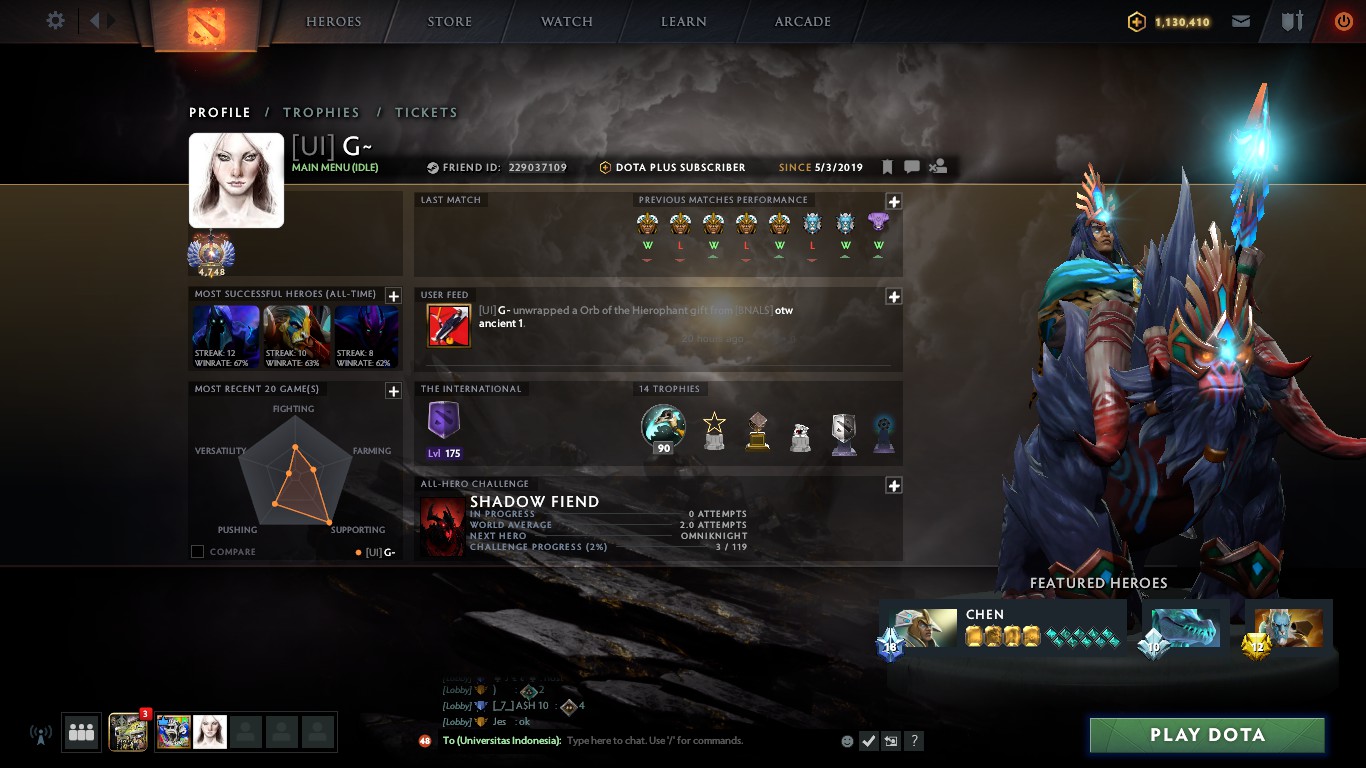 HEROES
STORE
WATCH
LEARN
ARCADE
1,130,410
PROFILE / TROPHIES / TICKETS
[UI] G~
MAIN MENU (IDLE)
FRIEND ID: 229037109
DOTA PLUS SUBSCRIBER
SINCE 5/3/2019
4,748
LAST MATCH
PREVIOUS MATCHES PERFORMANCE
W L W L W L W W
MOST SUCCESSFUL HEROES (ALL-TIME)
STREAK: 12
WINRATE: 67%
STREAK: 10
WINRATE: 63%
STREAK: 8
WINRATE: 62%
USER FEED
[UI] G~ unwrapped a Orb of the Hierophant gift from [BNALS] otw
ancient 1.
20 hours ago
MOST RECENT 20 GAME(S)
FIGHTING
VERSATILITY
FARMING
PUSHING
SUPPORTING
COMPARE
[UI] G~
THE INTERNATIONAL
Lvl 175
14 TROPHIES
90
ALL-HERO CHALLENGE
SHADOW FIEND
IN PROGRESS 0 ATTEMPTS
WORLD AVERAGE 2.0 ATTEMPTS
NEXT HERO OMNIKNIGHT
CHALLENGE PROGRESS (2%) 3 / 119
FEATURED HEROES
CHEN
18
10
12
[Lobby] ) : 2
[Lobby] [_7_] ASH 10 : 4
[Lobby] Jes : ok
48
To (Universitas Indonesia): Type here to chat. Use '/' for commands.
?
3
PLAY DOTA